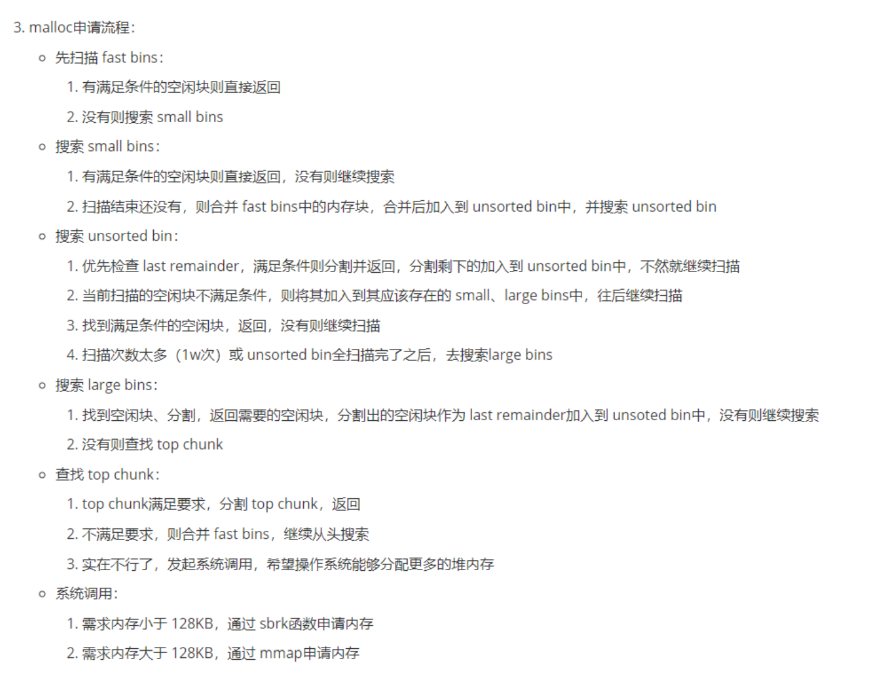 3. malloc申请流程：
先扫描 fast bins：
1. 有满足条件的空闲块则直接返回
2. 没有则搜索 small bins
搜索 small bins：
1. 有满足条件的空闲块则直接返回，没有则继续搜索
2. 扫描结束还没有，则合并 fast bins中的内存块，合并后加入到 unsorted bin中，并搜索 unsorted bin
搜索 unsorted bin：
1. 优先检查 last remainder，满足条件则分割并返回，分割剩下的加入到 unsorted bin中，不然就继续扫描
2. 当前扫描的空闲块不满足条件，则将其加入到其应该存在的 small、large bins中，往后继续扫描
3. 找到满足条件的空闲块，返回，没有则继续扫描
4. 扫描次数太多（1w次）或 unsorted bin全扫描完了之后，去搜索large bins
搜索 large bins：
1. 找到空闲块、分割，返回需要的空闲块，分割出的空闲块作为 last remainder加入到 unsoted bin中，没有则继续搜索
2. 没有则查找 top chunk
查找 top chunk：
1. top chunk满足要求，分割 top chunk，返回
2. 不满足要求，则合并 fast bins，继续从头搜索
3. 实在不行了，发起系统调用，希望操作系统能够分配更多的堆内存
系统调用：
1. 需求内存小于 128KB，通过 sbrk函数申请内存
2. 需求内存大于 128KB，通过 mmap申请内存